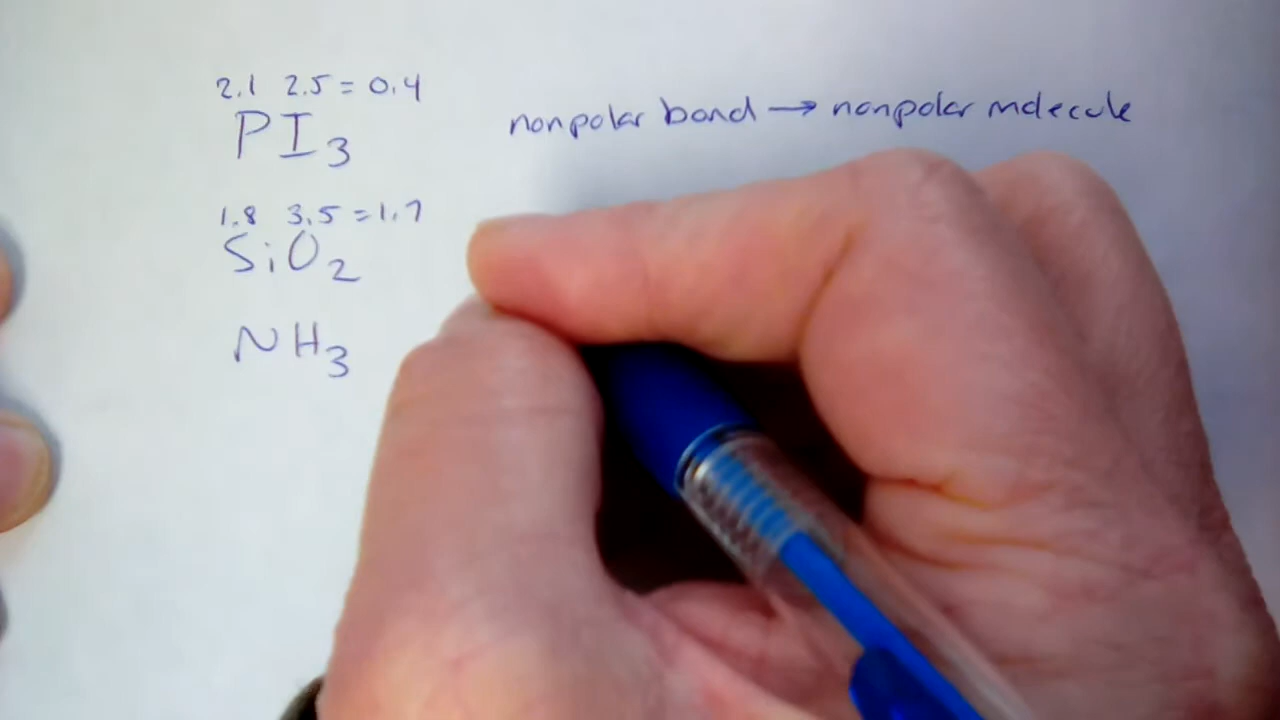 2.1 2.5 = 0.4
PI3 nonpolar bond → nonpolar molecule
1.8 3.5 = 1.7
SiO2
NH3